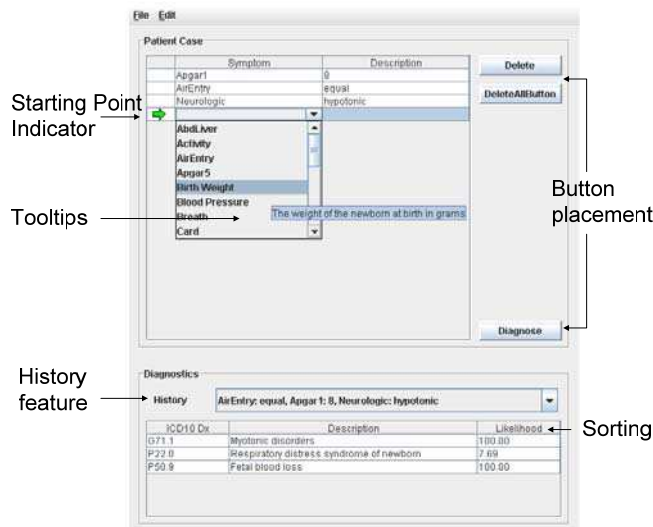 File Edit
Patient Case
Symptom Description
Apgar1 8
AirEntry equal
Neurologic hypotonic
Delete
DeleteAllButton
Starting Point
Indicator
AbdLiver
Activity
AirEntry
Apgar5
Birth Weight
Blood Pressure
Breath
Card
The weight of the newborn at birth in grams
Tooltips
Button
placement
Diagnose
Diagnostics
History
feature
History AirEntry: equal, Apgar1: 8, Neurologic: hypotonic
ICD10 Dx Description Likelihood
G71.1 Myotonic disorders 100.00
P22.0 Respiratory distress syndrome of newborn 7.69
P50.9 Fetal blood loss 100.00
Sorting